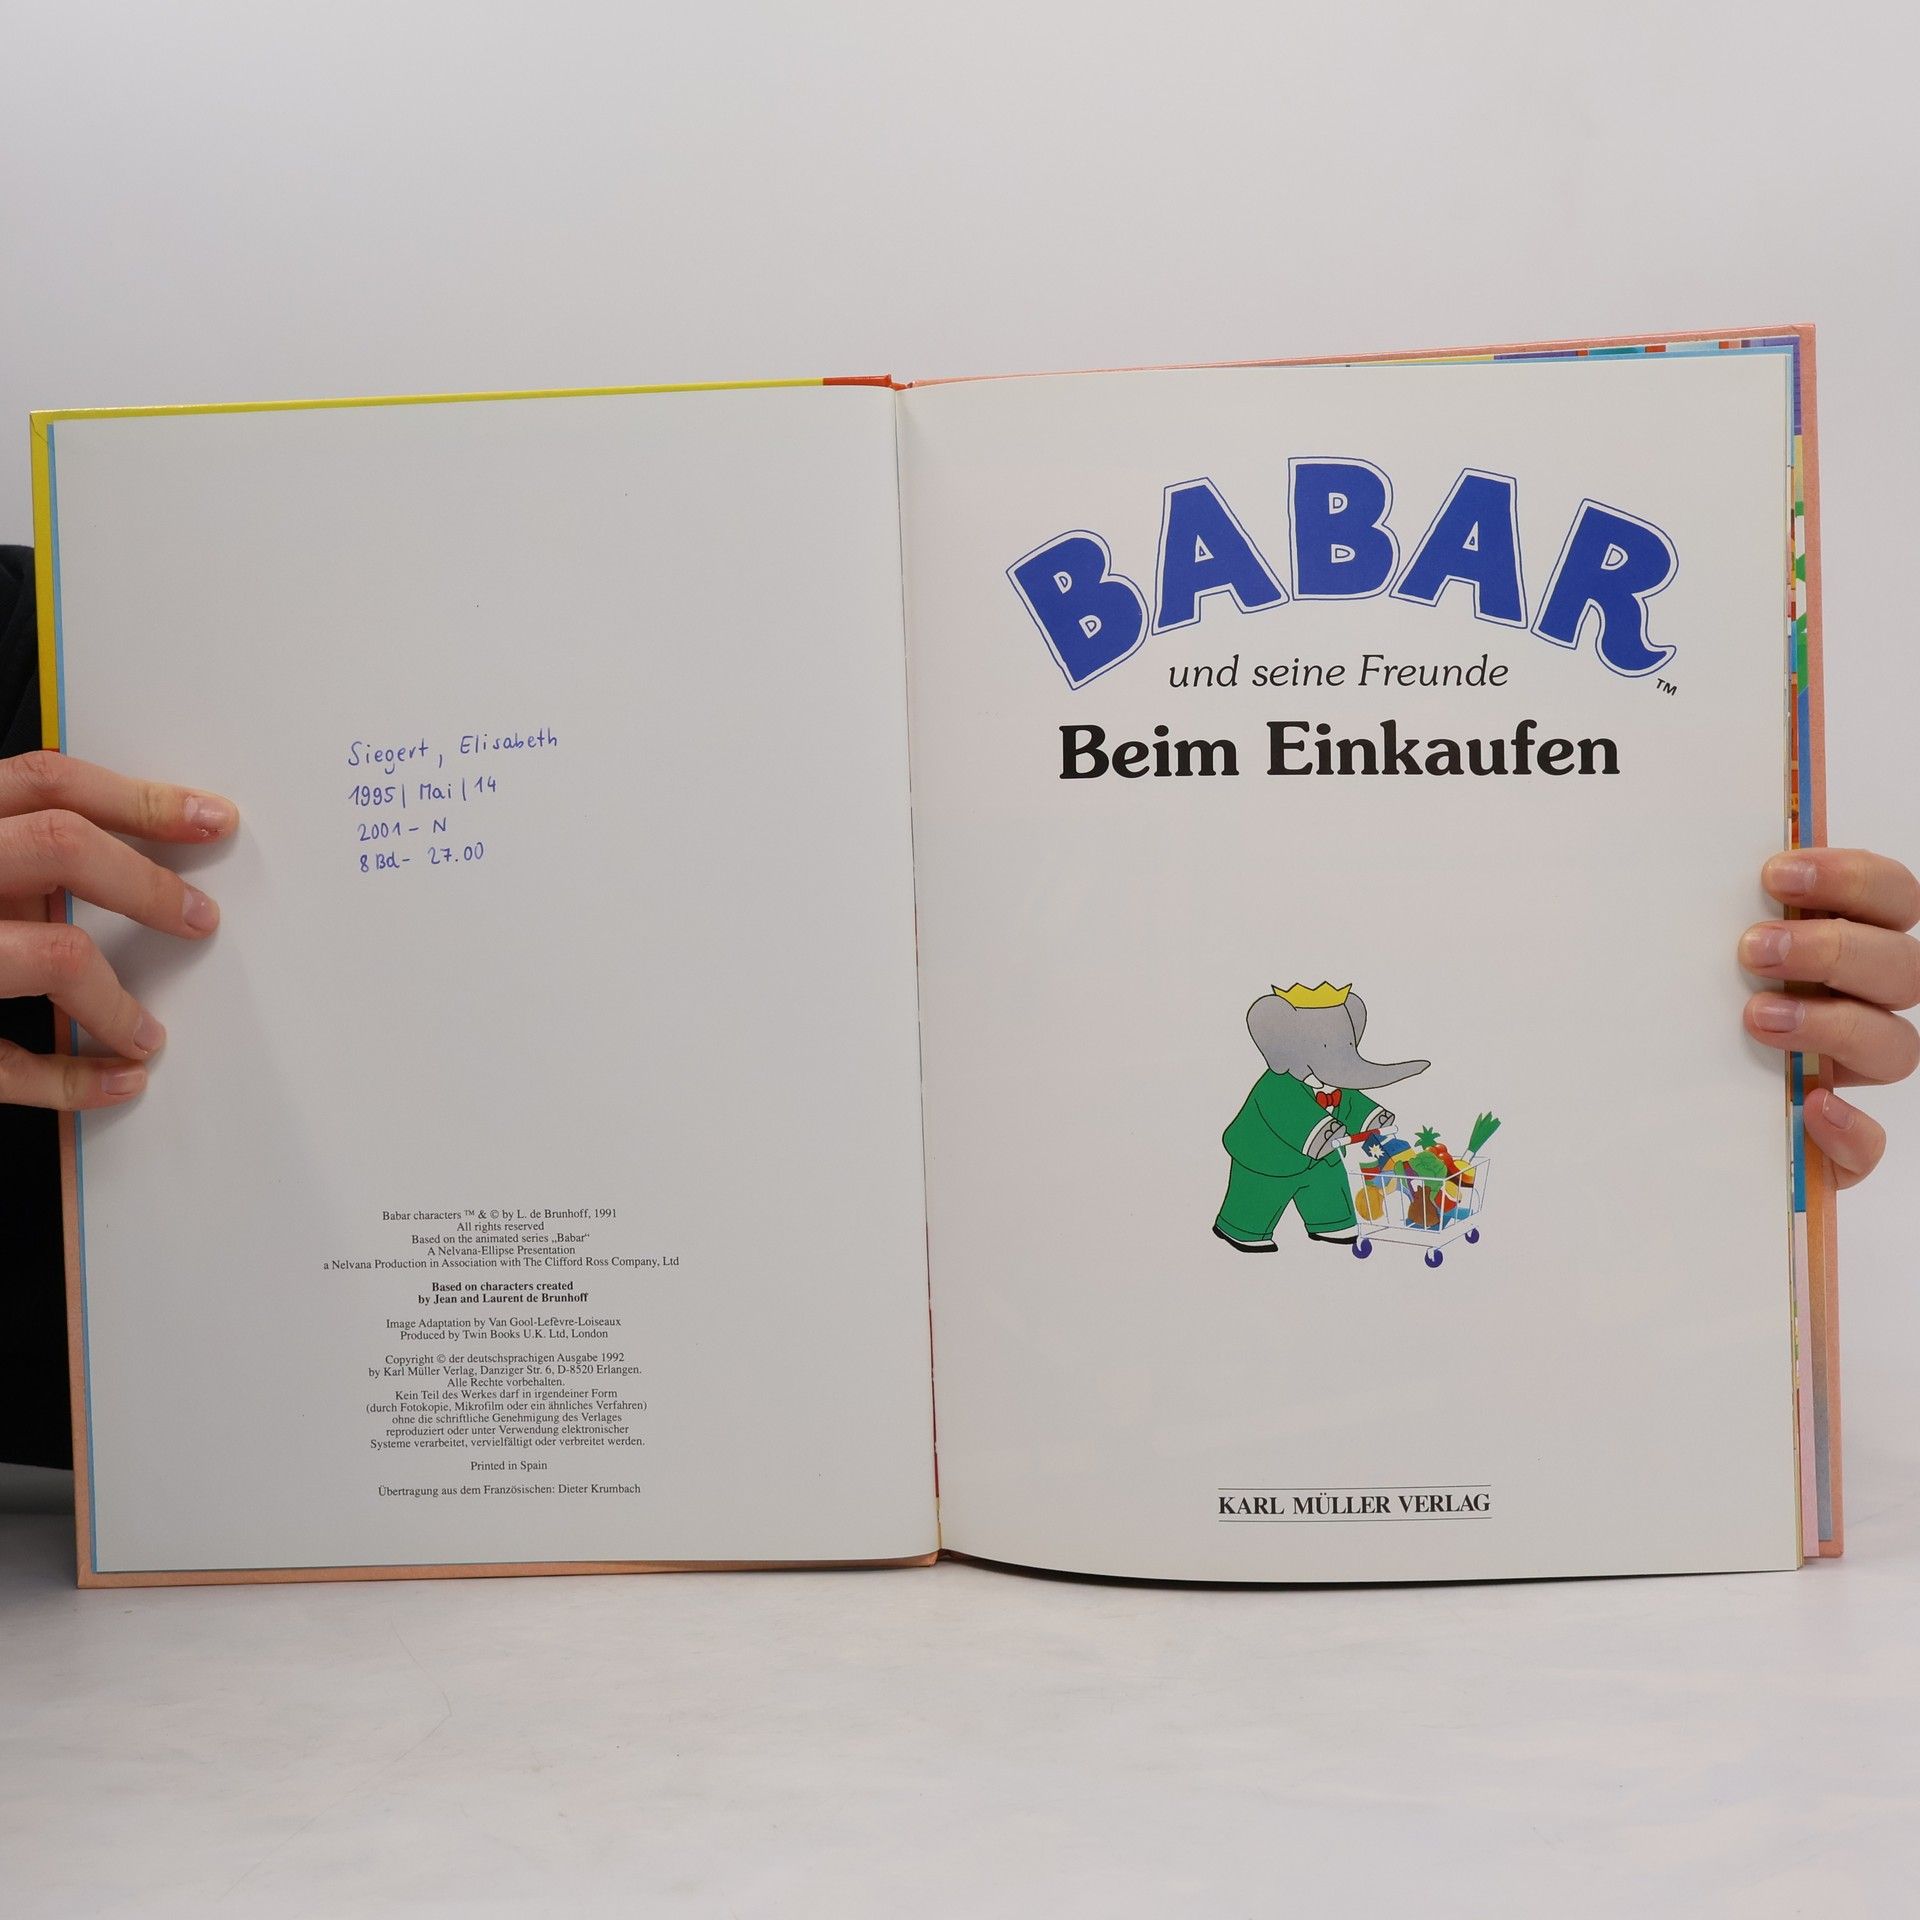 Siegert, Elisabeth
1995| Mai | 14
2001 - N
8 Bd - 27.00
Babar characters ™ & © by L. de Brunhoff, 1991
All rights reserved
Based on the animated series „Babar“
A Nelvana-Ellipse Presentation
a Nelvana Production in Association with The Clifford Ross Company, Ltd
Based on characters created
by Jean and Laurent de Brunhoff
Image Adaptation by Van Gool-Lefèvre-Loiseaux
Produced by Twin Books U.K. Ltd, London
Copyright © der deutschsprachigen Ausgabe 1992
by Karl Müller Verlag, Danziger Str. 6, D-8520 Erlangen.
Alle Rechte vorbehalten.
Kein Teil des Werkes darf in irgendeiner Form
(durch Fotokopie, Mikrofilm oder ein ähnliches Verfahren)
ohne die schriftliche Genehmigung des Verlages
reproduziert oder unter Verwendung elektronischer
Systeme verarbeitet, vervielfältigt oder verbreitet werden.
Printed in Spain
Übertragung aus dem Französischen: Dieter Krumbach
BABAR™
und seine Freunde
Beim Einkaufen
KARL MÜLLER VERLAG